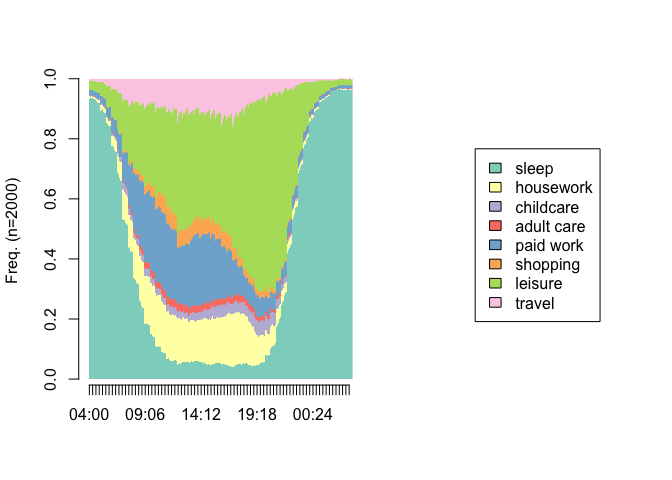 Freq. (n=2000)
1.0
0.8
0.6
0.4
0.2
0.0
04:00 09:06 14:12 19:18 00:24
sleep
housework
childcare
adult care
paid work
shopping
leisure
travel